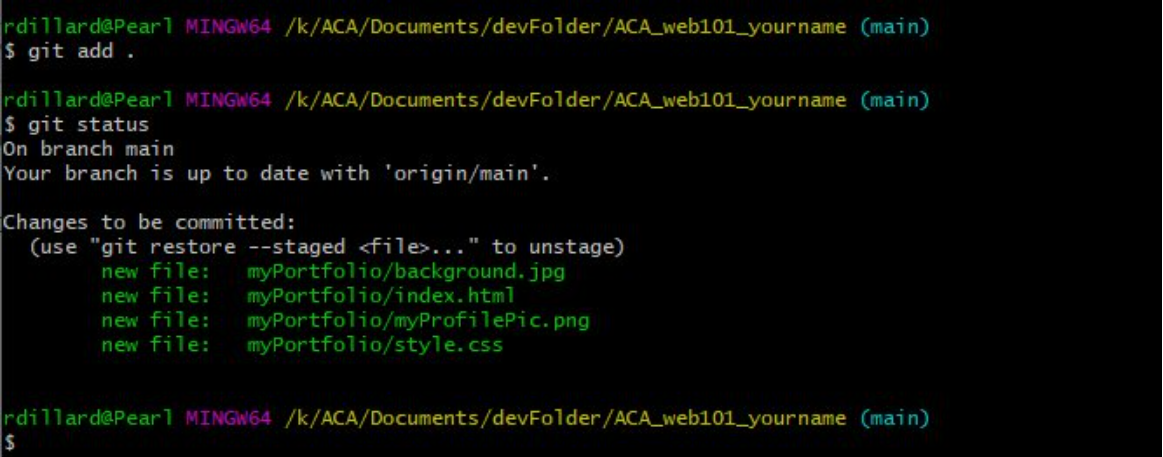 rdillard@Pearl MINGW64 /k/ACA/Documents/devFolder/ACA_web101_yourname (main)
$ git add .
rdillard@Pearl MINGW64 /k/ACA/Documents/devFolder/ACA_web101_yourname (main)
$ git status
On branch main
Your branch is up to date with 'origin/main'.
Changes to be committed:
  (use "git restore --staged <file>..." to unstage)
        new file:   myPortfolio/background.jpg
        new file:   myPortfolio/index.html
        new file:   myPortfolio/myProfilePic.png
        new file:   myPortfolio/style.css
rdillard@Pearl MINGW64 /k/ACA/Documents/devFolder/ACA_web101_yourname (main)
$